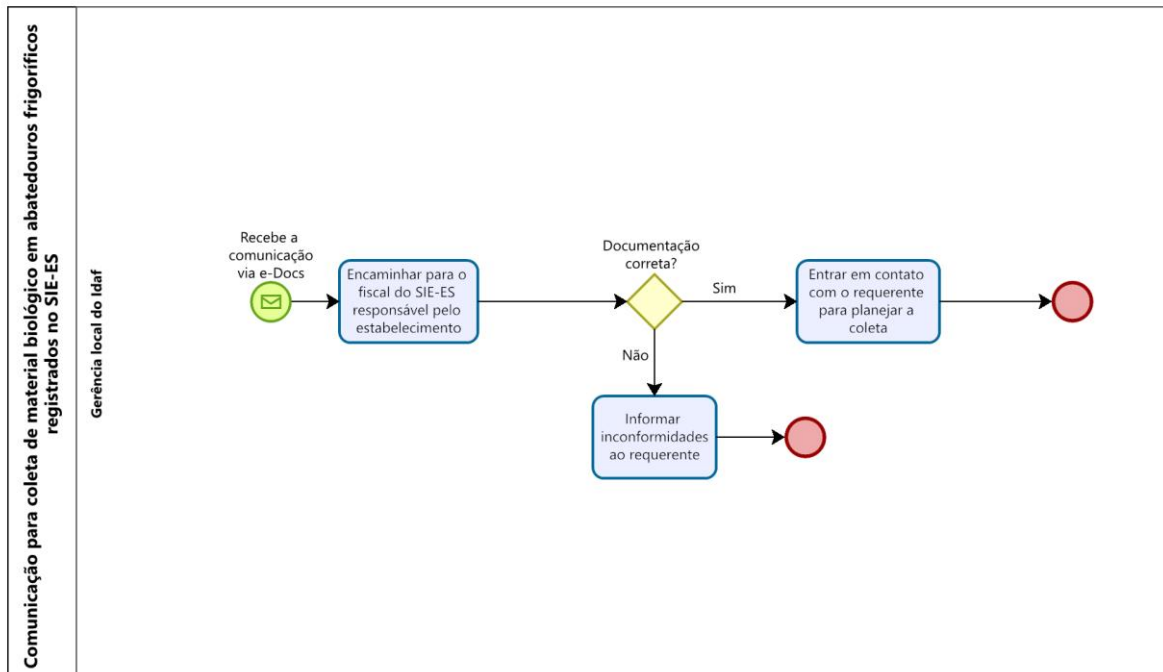 Comunicação para coleta de material biológico em abatedouros frigoríficos
registrados no SIE-ES
Gerência local do Idaf
Recebe a
comunicação
via e-Docs
Encaminhar para o
fiscal do SIE-ES
responsável pelo
estabelecimento
Documentação
correta?
Sim
Entrar em contato
com o requerente
para planejar a
coleta
Não
Informar
inconformidades
ao requerente